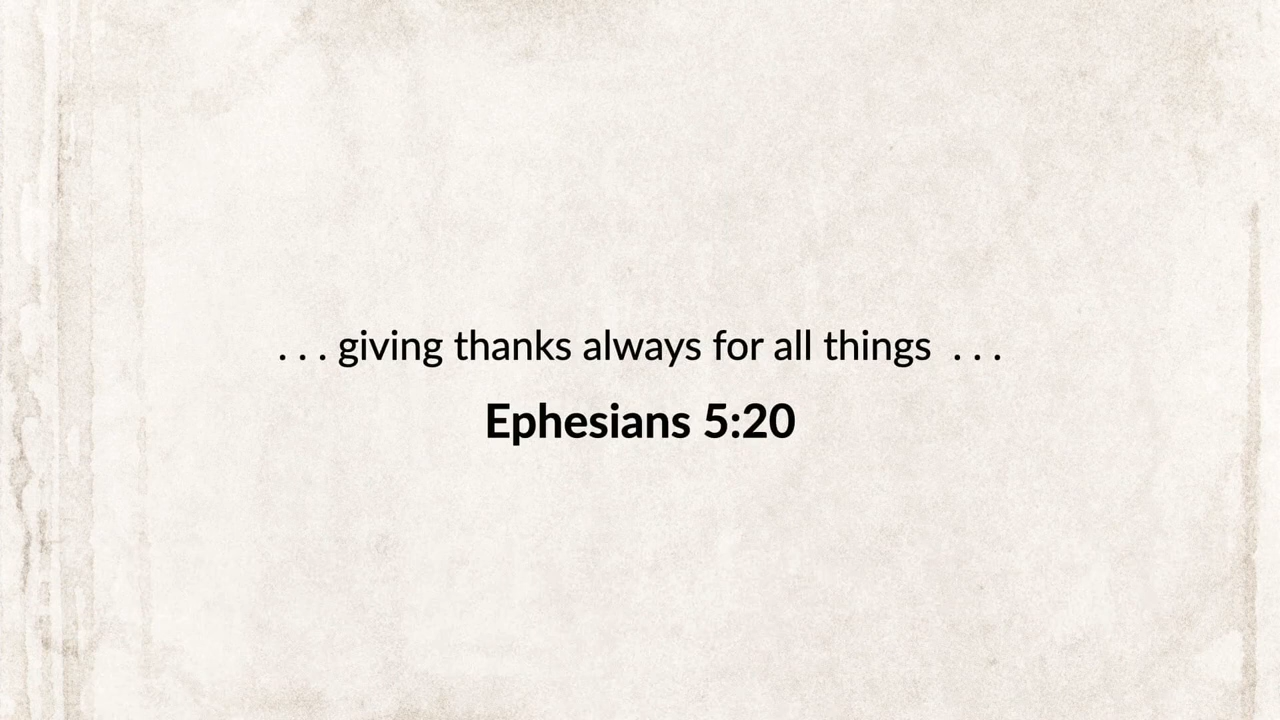 . . . giving thanks always for all things . . .
Ephesians 5:20